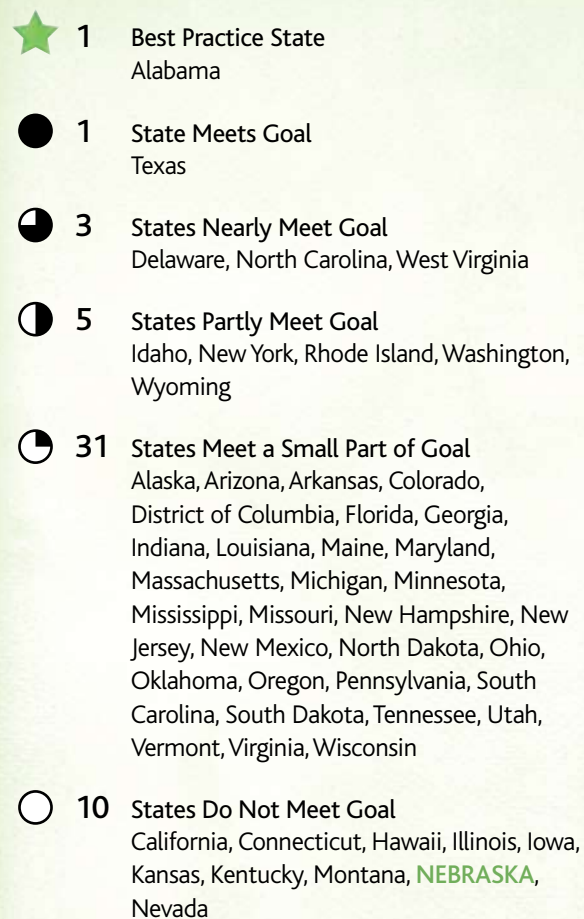 1 Best Practice State
Alabama
1 State Meets Goal
Texas
3 States Nearly Meet Goal
Delaware, North Carolina, West Virginia
5 States Partly Meet Goal
Idaho, New York, Rhode Island, Washington,
Wyoming
31 States Meet a Small Part of Goal
Alaska, Arizona, Arkansas, Colorado,
District of Columbia, Florida, Georgia,
Indiana, Louisiana, Maine, Maryland,
Massachusetts, Michigan, Minnesota,
Mississippi, Missouri, New Hampshire, New
Jersey, New Mexico, North Dakota, Ohio,
Oklahoma, Oregon, Pennsylvania, South
Carolina, South Dakota, Tennessee, Utah,
Vermont, Virginia, Wisconsin
10 States Do Not Meet Goal
California, Connecticut, Hawaii, Illinois, Iowa,
Kansas, Kentucky, Montana, NEBRASKA,
Nevada